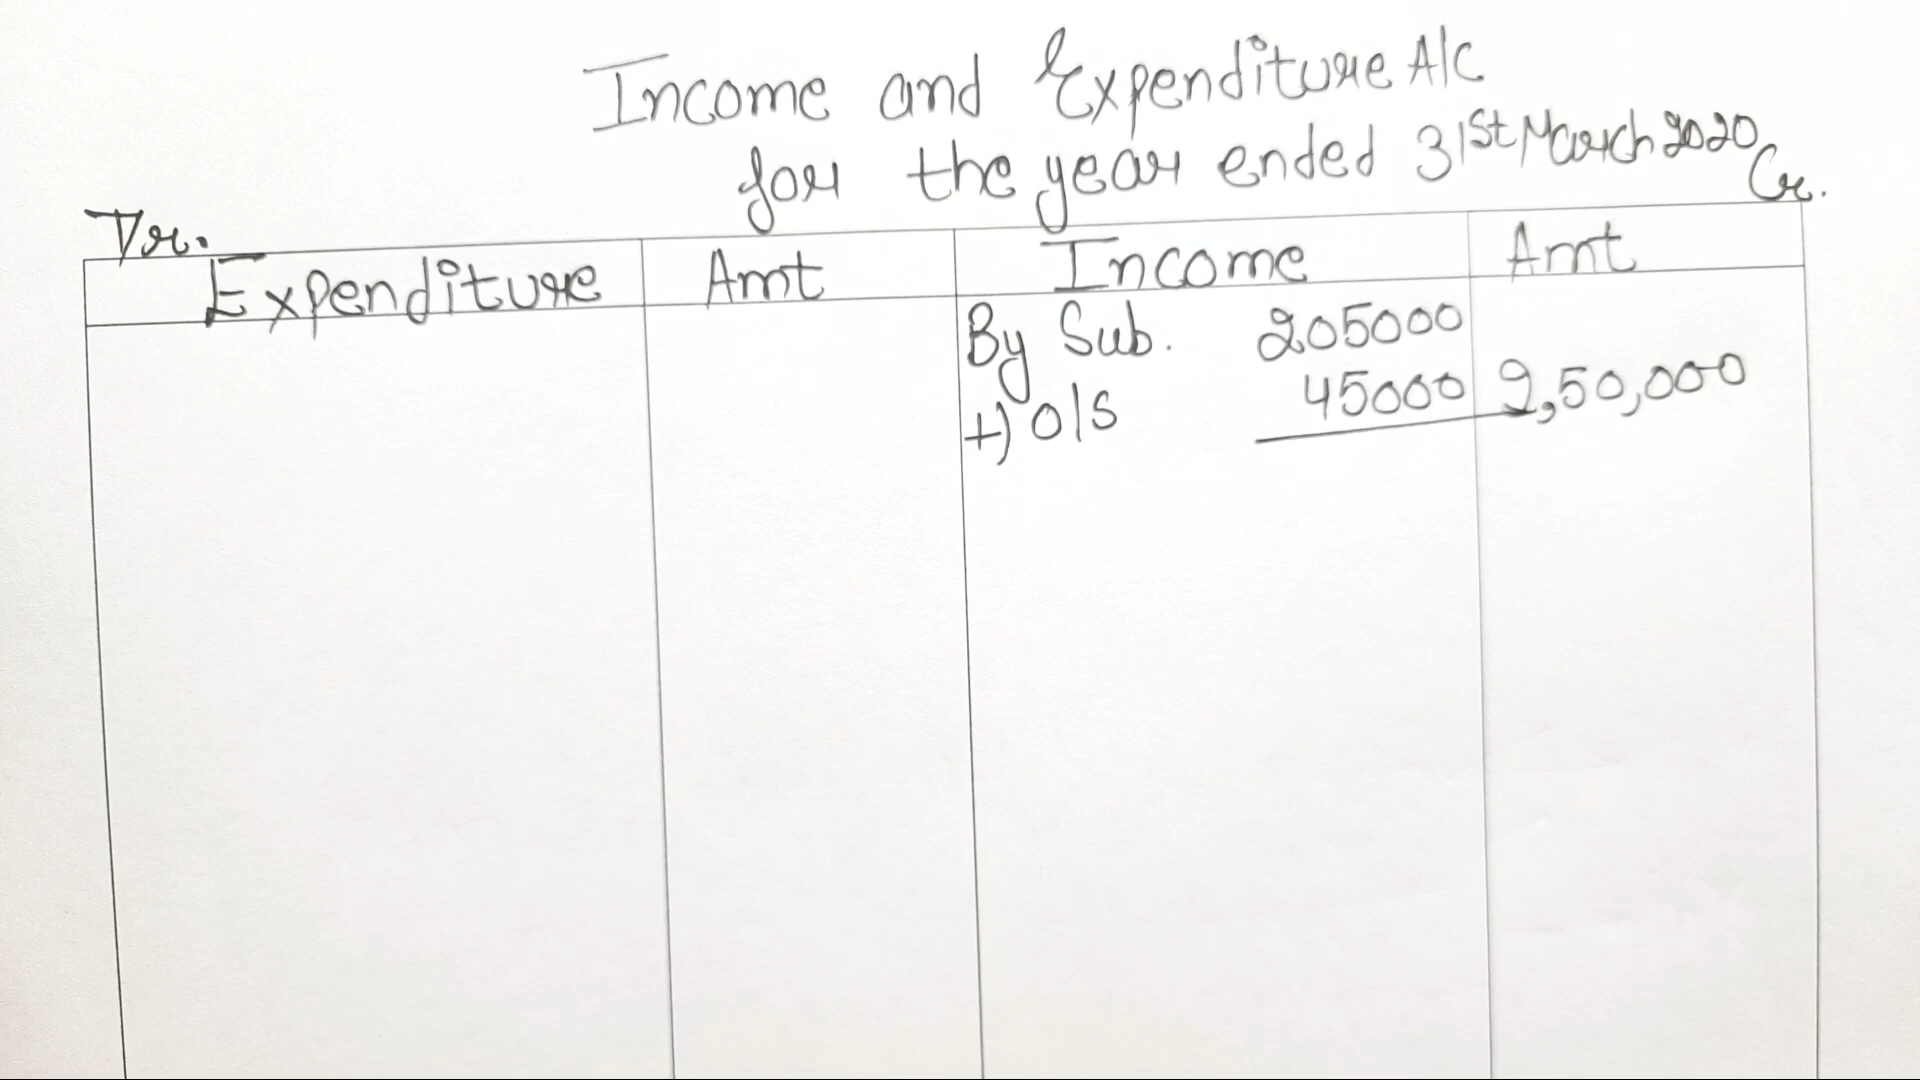 Income and Expenditure A/C
for the year ended 31st March 2020
Dr. Cr.
Expenditure Amt Income Amt
By Sub. 205000
+) O/S 45000 2,50,000